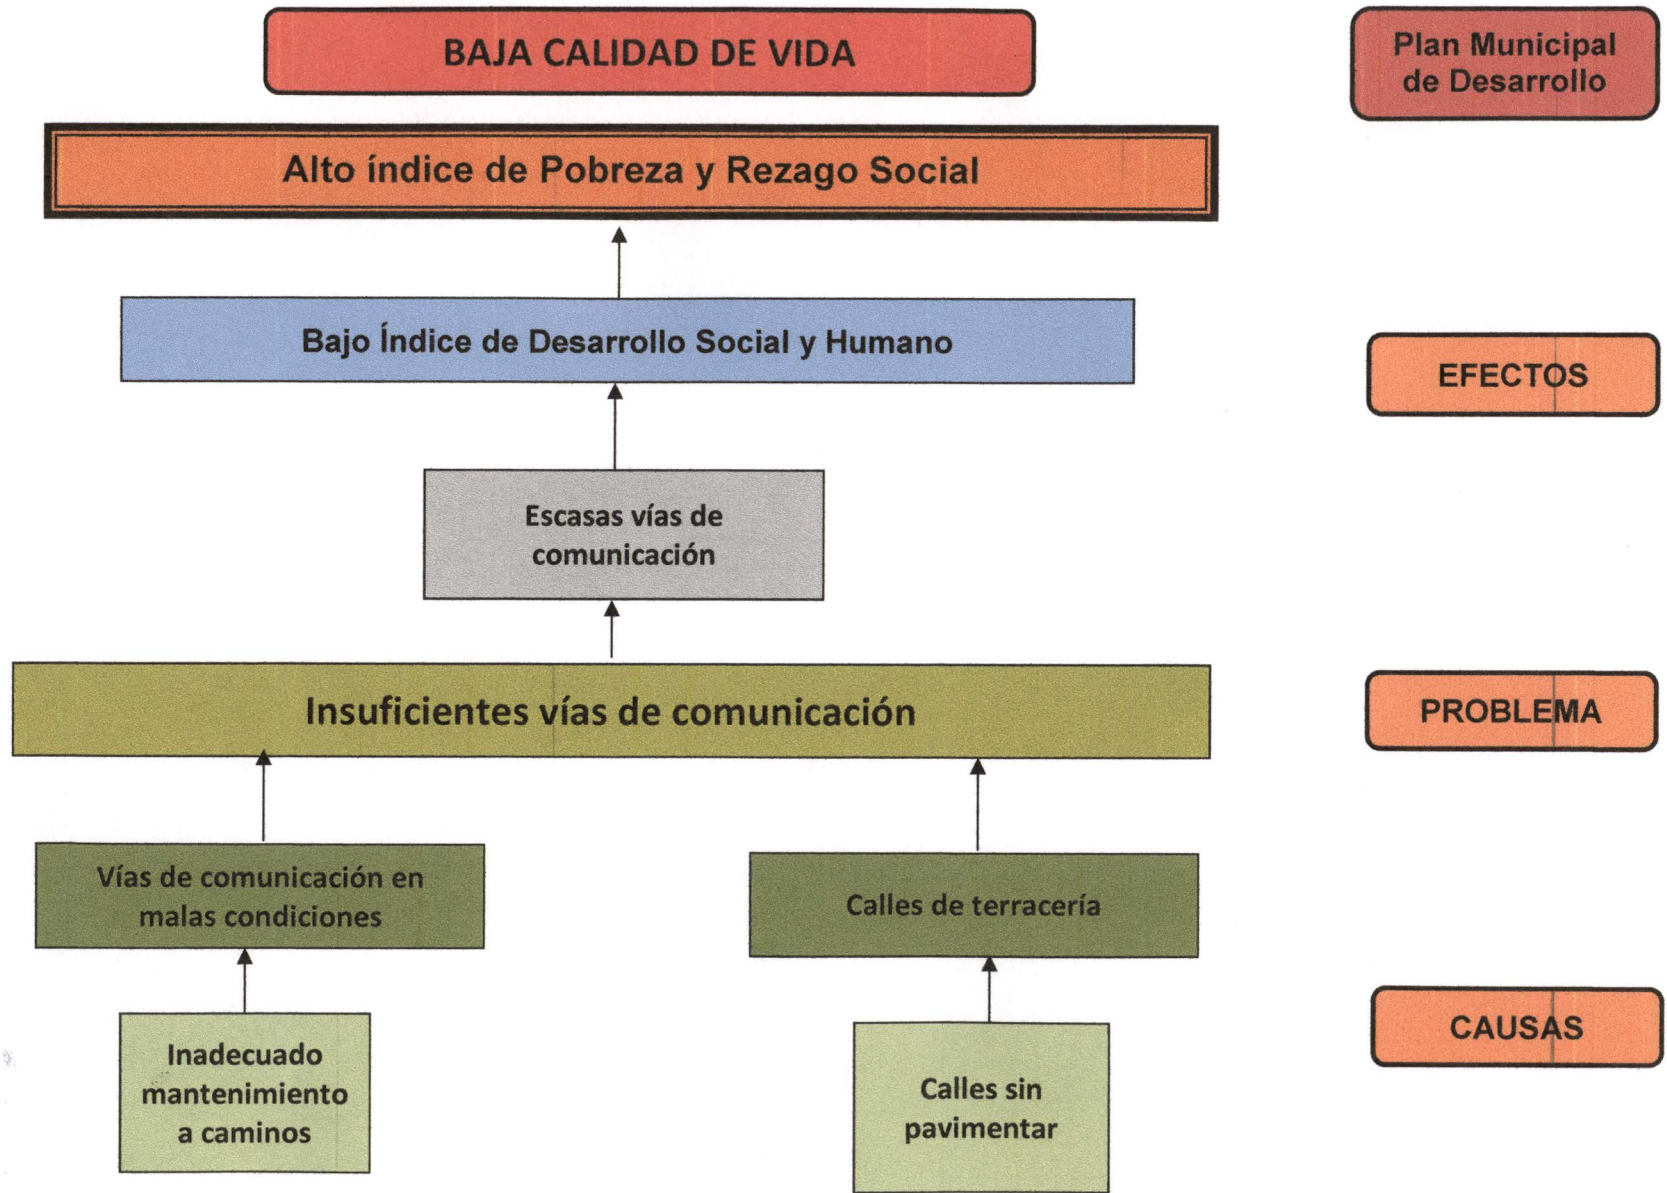 BAJA CALIDAD DE VIDA
Plan Municipal
de Desarrollo
Alto índice de Pobreza y Rezago Social
Bajo Índice de Desarrollo Social y Humano
EFECTOS
Escasas vías de
comunicación
Insuficientes vías de comunicación
PROBLEMA
Vías de comunicación en
malas condiciones
Calles de terracería
CAUSAS
Inadecuado
mantenimiento
a caminos
Calles sin
pavimentar